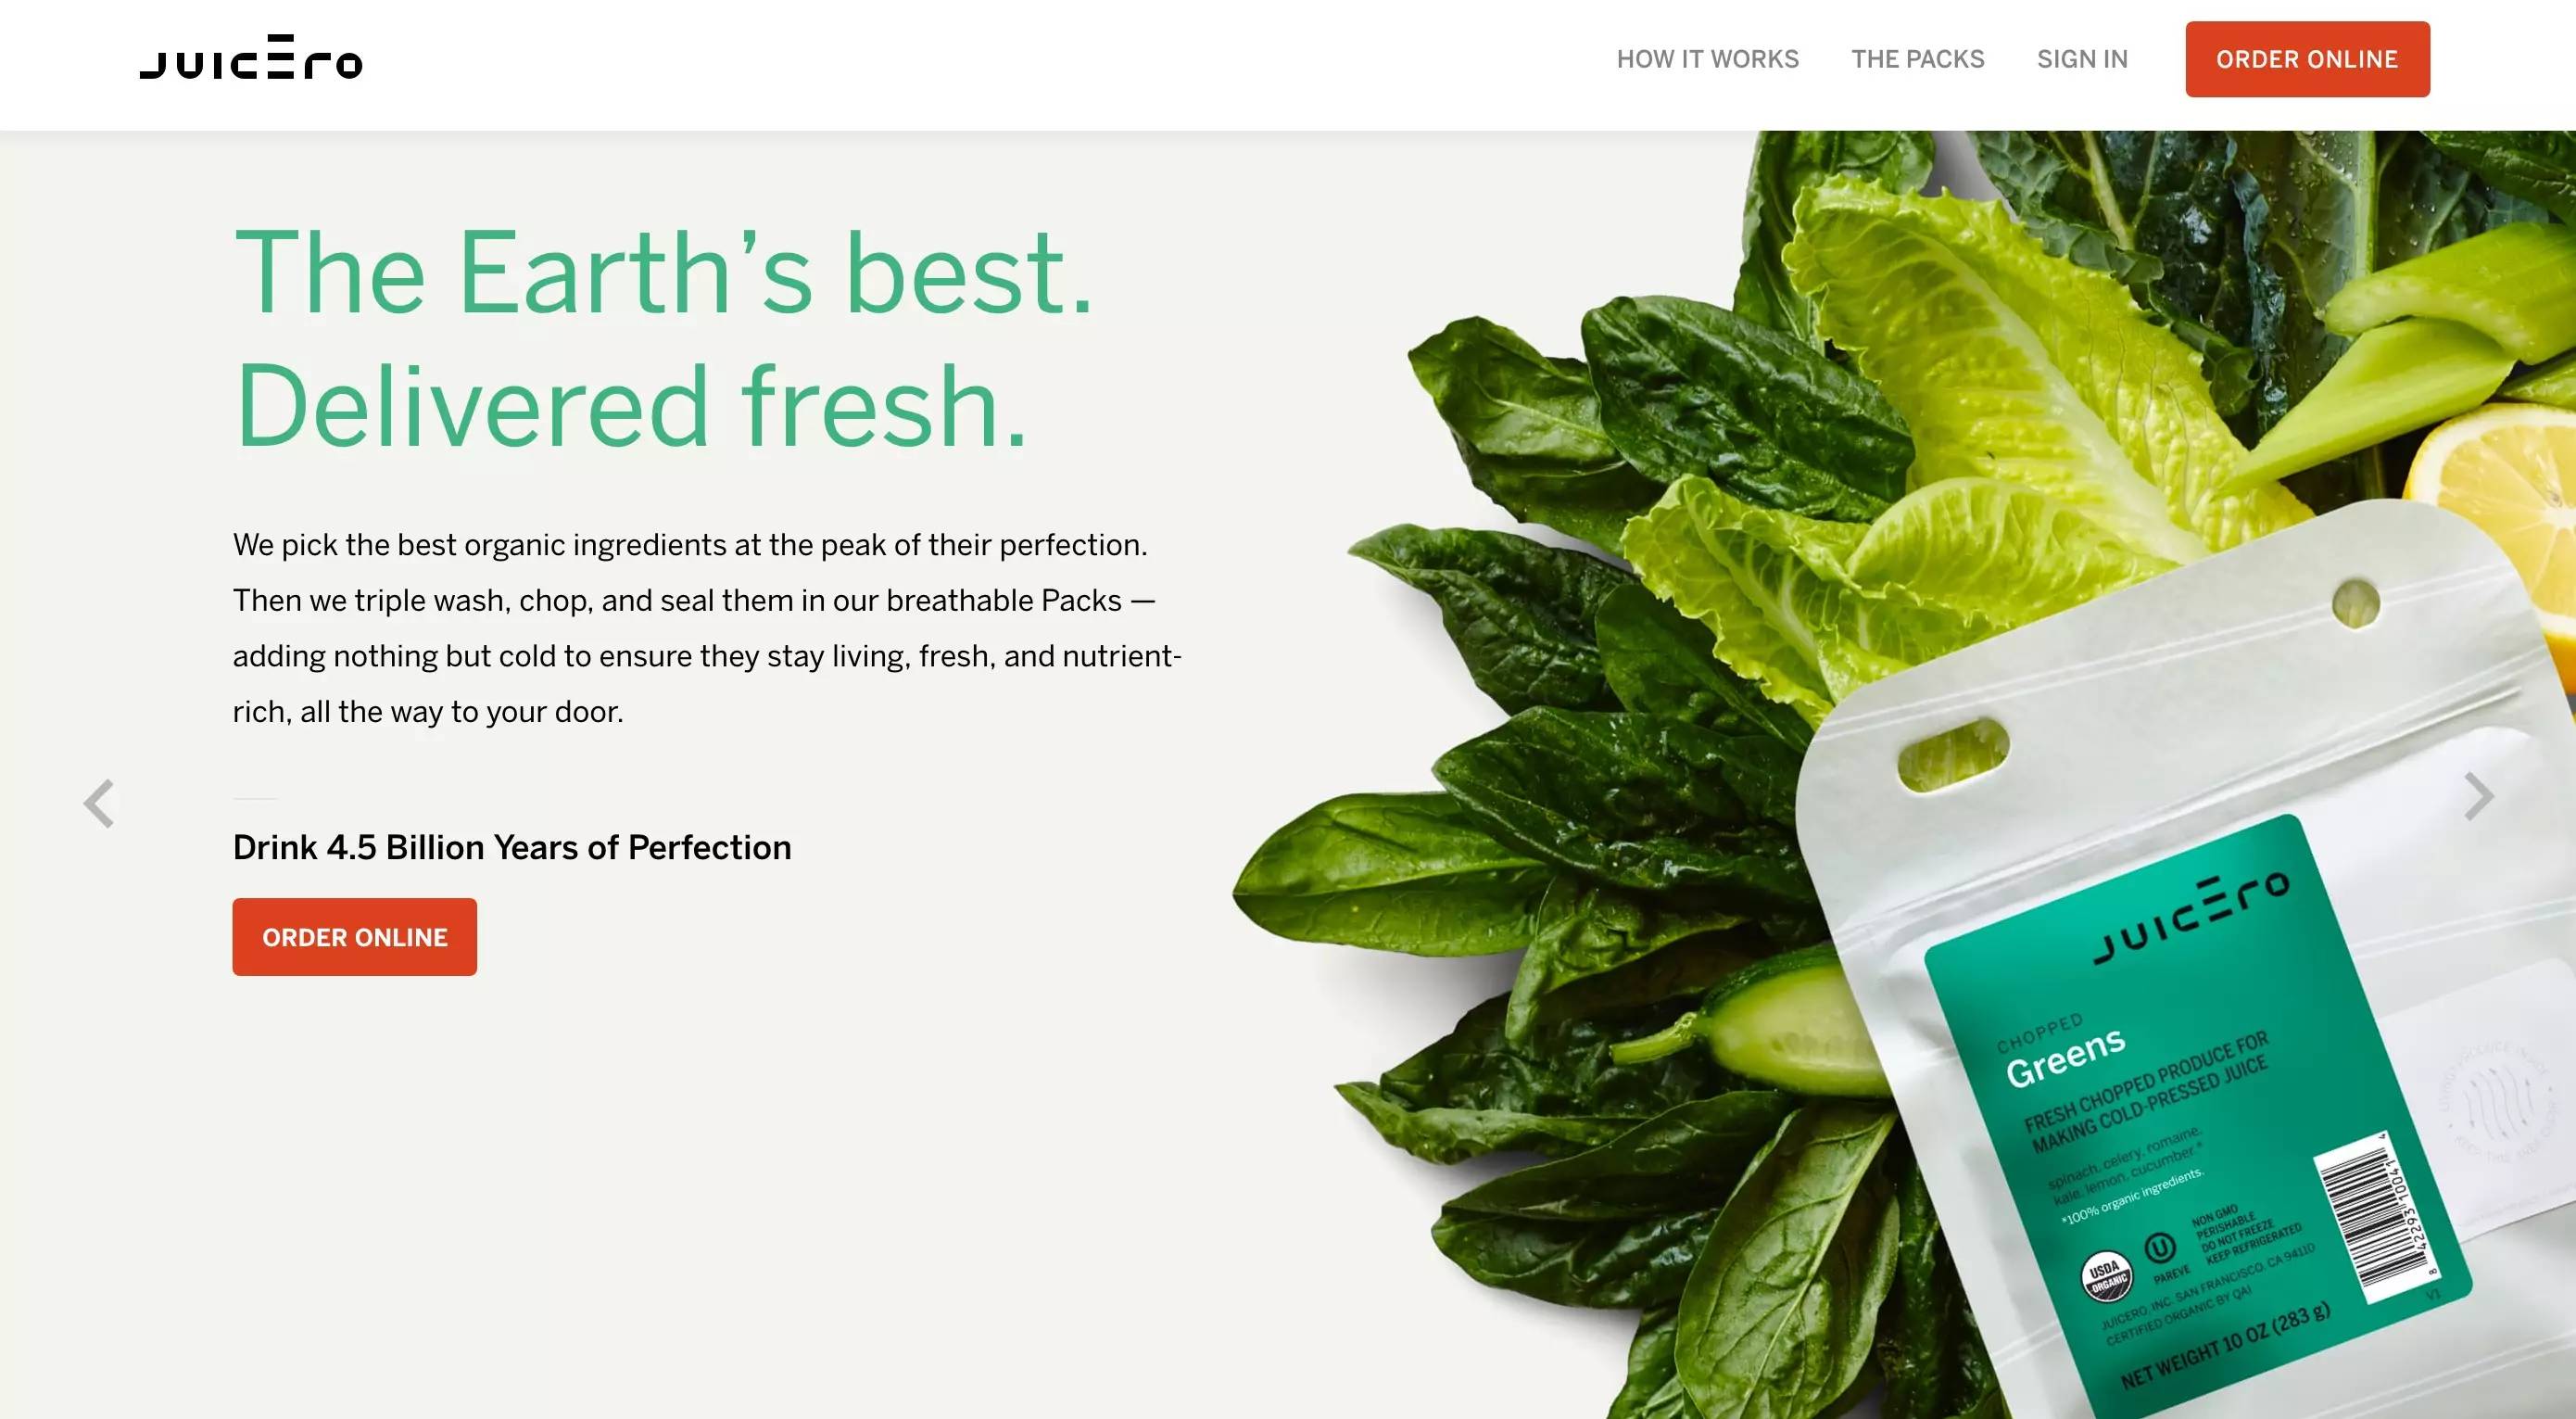 JUICERO
HOW IT WORKS
THE PACKS
SIGN IN
ORDER ONLINE
The Earth’s best.
Delivered fresh.
We pick the best organic ingredients at the peak of their perfection.
Then we triple wash, chop, and seal them in our breathable Packs —
adding nothing but cold to ensure they stay living, fresh, and nutrient-
rich, all the way to your door.
Drink 4.5 Billion Years of Perfection
ORDER ONLINE
JUICERO
CHOPPED
Greens
FRESH CHOPPED PRODUCE FOR
MAKING COLD-PRESSED JUICE
spinach, celery, romaine,
kale, lemon, cucumber.*
*100% organic ingredients.
USDA
ORGANIC
U
PAREVE
NON GMO
PERISHABLE
DO NOT FREEZE
KEEP REFRIGERATED
JUICERO, INC. SAN FRANCISCO, CA 94110
CERTIFIED ORGANIC BY QAI
NET WEIGHT 10 OZ (283 g)
8 42293 10041 4
V1